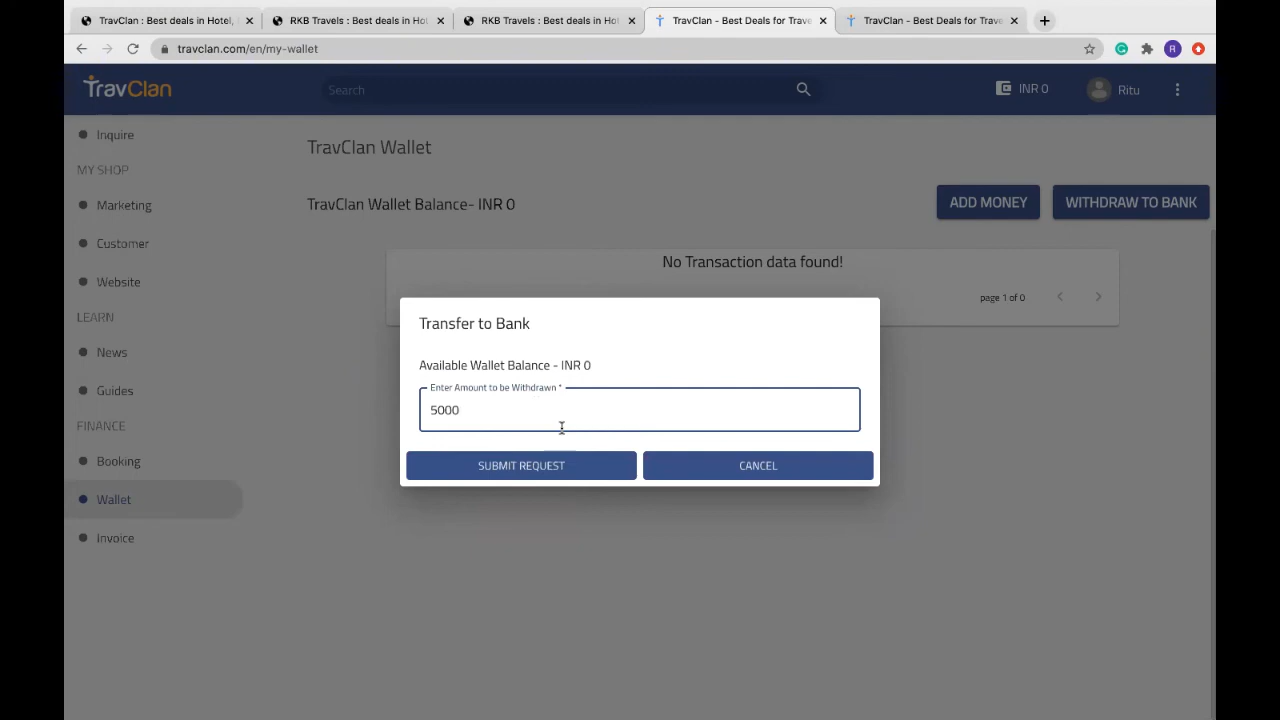 TravClan : Best deals in Hotel,
RKB Travels : Best deals in Hot
RKB Travels : Best deals in Hot
TravClan - Best Deals for Trave
TravClan - Best Deals for Trave
travclan.com/en/my-wallet
R
TravClan
Search
INR 0
Ritu
Inquire
MY SHOP
Marketing
Customer
Website
LEARN
News
Guides
FINANCE
Booking
Wallet
Invoice
TravClan Wallet
TravClan Wallet Balance- INR 0
ADD MONEY
WITHDRAW TO BANK
No Transaction data found!
page 1 of 0
Transfer to Bank
Available Wallet Balance - INR 0
Enter Amount to be Withdrawn *
5000
SUBMIT REQUEST
CANCEL